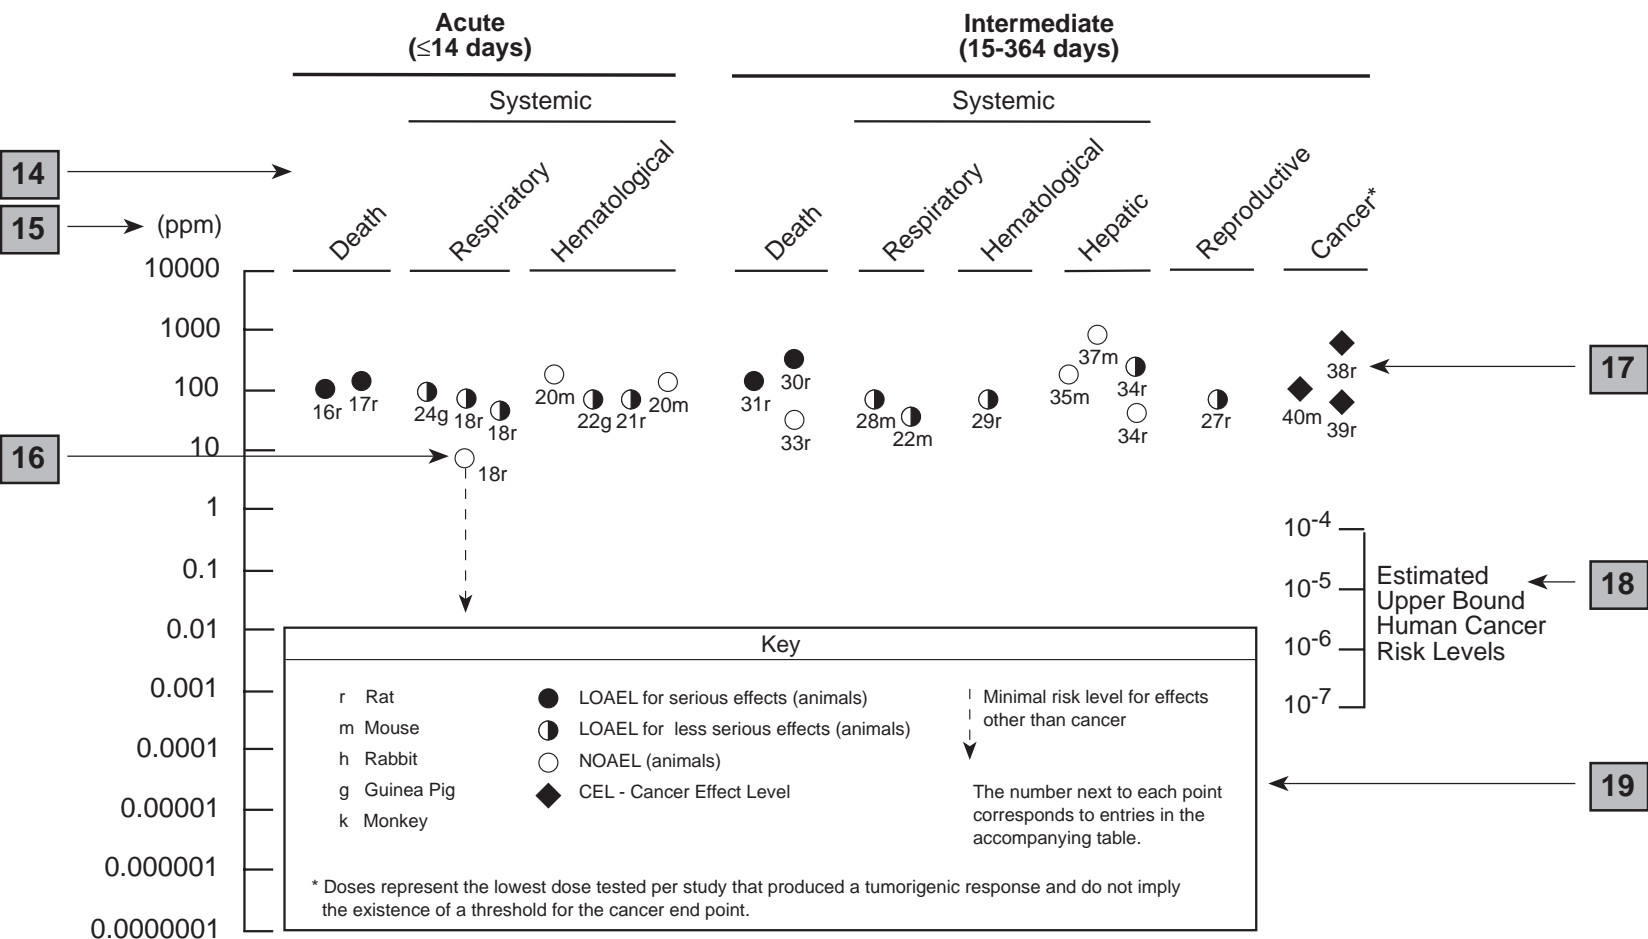 Acute
(≤14 days)
Intermediate
(15-364 days)
Systemic
Systemic
14
15
(ppm)
Death
Respiratory
Hematological
Death
Respiratory
Hematological
Hepatic
Reproductive
Cancer*
10000
1000
100
10
1
0.1
0.01
0.001
0.0001
0.00001
0.000001
0.0000001
16r
17r
24g
18r
18r
18r
20m
22g
21r
20m
31r
30r
33r
28m
22m
29r
35m
37m
34r
34r
27r
40m
38r
39r
17
16
10-4
10-5
10-6
10-7
Estimated
Upper Bound
Human Cancer
Risk Levels
18
19
Key
r Rat
m Mouse
h Rabbit
g Guinea Pig
k Monkey
LOAEL for serious effects (animals)
LOAEL for less serious effects (animals)
NOAEL (animals)
CEL - Cancer Effect Level
Minimal risk level for effects
other than cancer
The number next to each point
corresponds to entries in the
accompanying table.
* Doses represent the lowest dose tested per study that produced a tumorigenic response and do not imply
the existence of a threshold for the cancer end point.